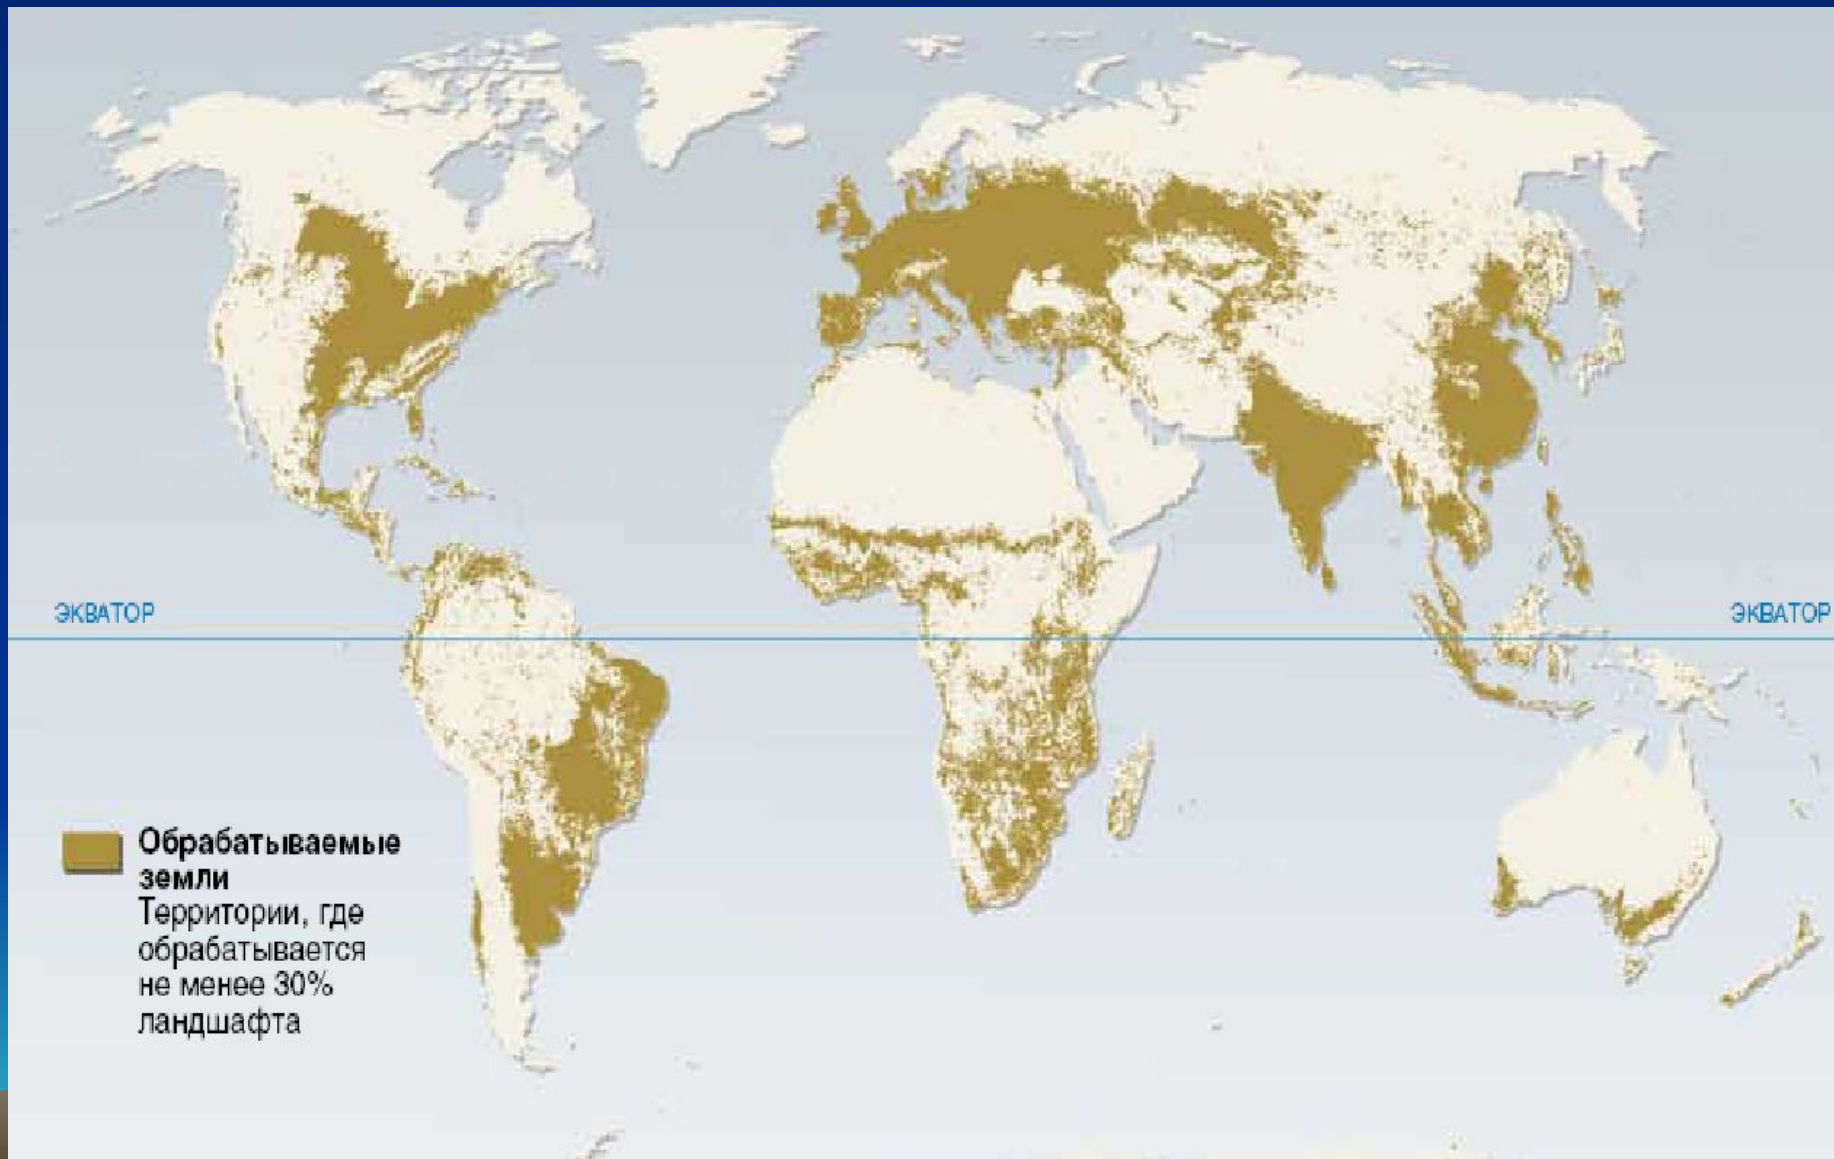 ЭКВАТОР
ЭКВАТОР
Обрабатываемые
земли
Территории, где
обрабатывается
не менее 30%
ландшафта